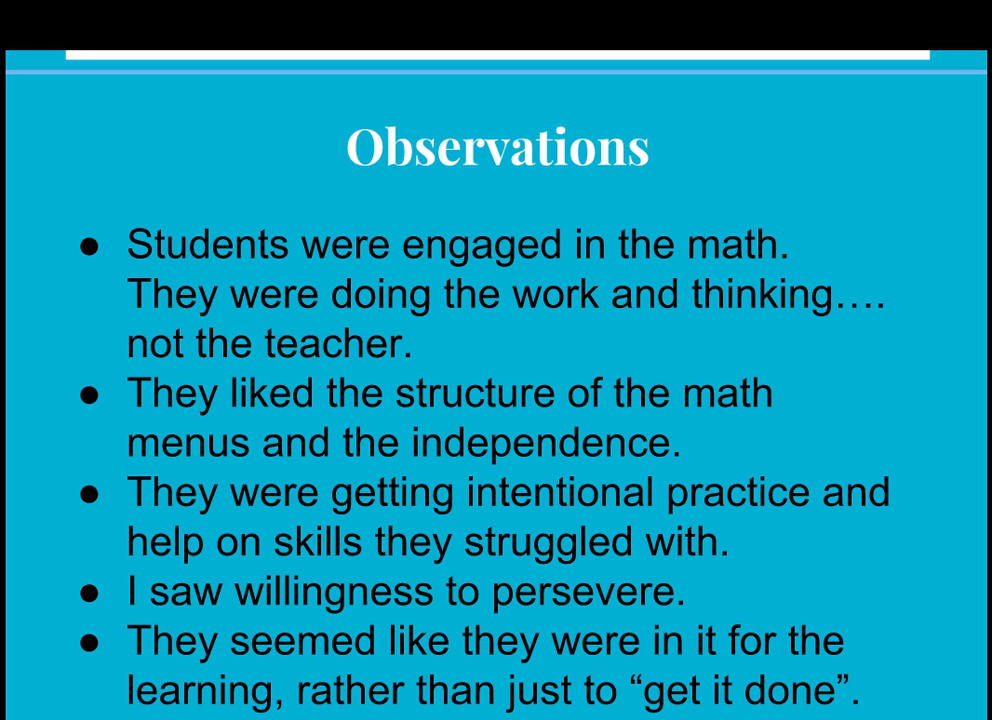 Observations
● Students were engaged in the math.
They were doing the work and thinking….
not the teacher.
● They liked the structure of the math
menus and the independence.
● They were getting intentional practice and
help on skills they struggled with.
● I saw willingness to persevere.
● They seemed like they were in it for the
learning, rather than just to “get it done”.